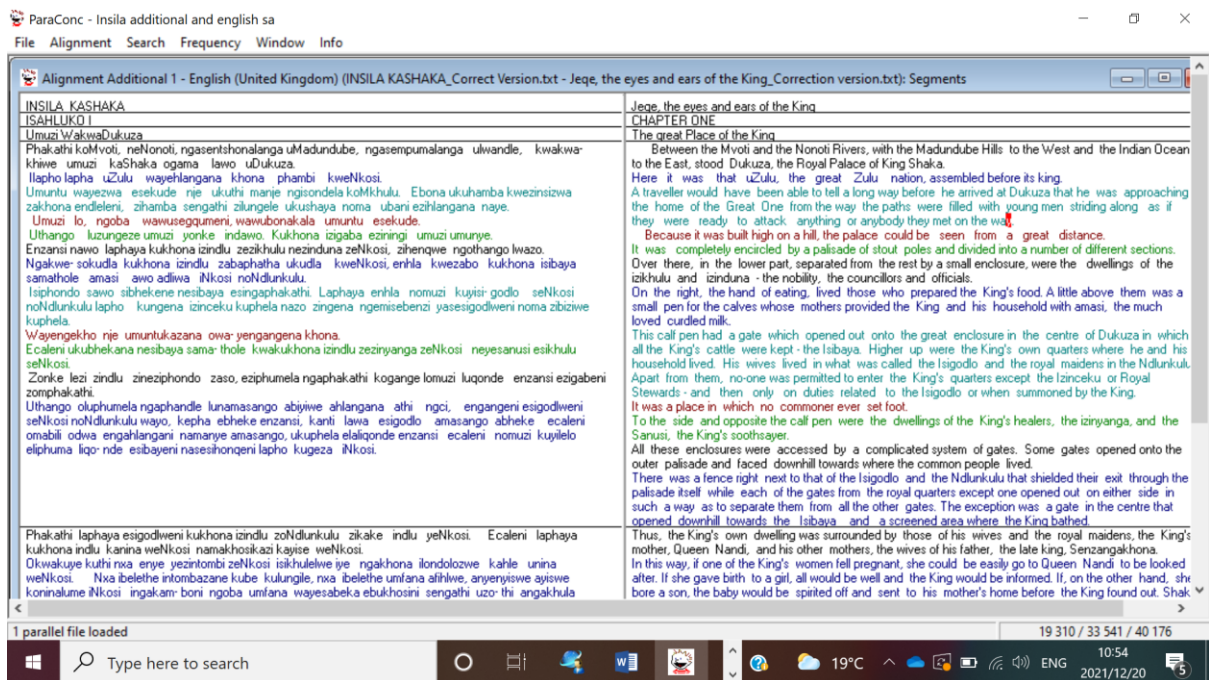 ParaConc - Insila additional and english sa
File Alignment Search Frequency Window Info
Alignment Additional 1 - English (United Kingdom) (INSILA KASHAKA_Correct Version.txt - Jeqe, the eyes and ears of the King_Correction version.txt): Segments
INSILA KASHAKA
ISAHLUKO I
Umuzi WakwaDukuza
Phakathi koMvoti, neNonoti, ngasentshonalanga uMadundube, ngasempumalanga ulwandle, kwakwa-
khiwe umuzi kaShaka ogama lawo uDukuza.
Ilapho lapha uZulu wayehlangana khona phambi kweNkosi.
Umuntu wayezwa esekude nje ukuthi manje ngisondela koMkhulu. Ebona ukuhamba kwezinsizwa
zakhona endleleni, zihamba sengathi zilungele ukushaya noma ubani ezihlangana naye.
Umuzi lo, ngoba wawusegqumeni, wawubonakala umuntu esekude.
Uthango luzungeze umuzi yonke indawo. Kukhona izigaba eziningi umuzi umunye.
Enzansi nawo laphaya kukhona izindlu zezikhulu nezinduna zeNkosi, zihenqwe ngothango lwazo.
Ngakwe- sokudla kukhona izindlu zabaphatha ukudla kweNkosi, enhla kwezabo kukhona isibaya
samathole amasi awo adliwa iNkosi noNdlunkulu.
Isiphondo sawo sibhekene nesibaya esingaphakathi. Laphaya enhla nomuzi kuyisi- godlo seNkosi
noNdlunkulu lapho kungena izinceku kuphela nazo zingena ngemisebenzi yasesigodlweni noma zibiziwe
kuphela.
Wayengekho nje umuntukazana owa- yengangena khona.
Ecaleni ukubhekana nesibaya sama- thole kwakukhona izindlu zezinyanga zeNkosi neyesanusi esikhulu
seNkosi.
Zonke lezi zindlu zineziphondo zaso, eziphumela ngaphakathi kogange lomuzi luqonde enzansi ezigabeni
zomphakathi.
Uthango oluphumela ngaphandle lunamasango abiyiwe ahlangana athi ngci, engangeni esigodlweni
seNkosi noNdlunkulu wayo, kepha ebheke enzansi, kanti lawa esigodlo amasango abheke ecaleni
omabili odwa engahlangani namanye amasango, ukuphela elaliqonde enzansi ecaleni nomuzi kuyilelo
eliphuma liqo- nde esibayeni nasesihongeni lapho kugeza iNkosi.
Phakathi laphaya esigodlweni kukhona izindlu zoNdlunkulu zikake indlu yeNkosi. Ecaleni laphaya
kukhona indlu kanina weNkosi namakhosikazi kayise weNkosi.
Okwakuye kuthi nxa enye yezintombi zeNkosi isikhulelwe iye ngakhona ilondolozwe kahle unina
weNkosi. Nxa ibelethe intombazane kube kulungile, nxa ibelethe umfana afihlwe, anyenyiswe ayiswe
koninalume iNkosi ingakam- boni ngoba umfana wayesabeka ebukhosini sengathi uzo- thi angakhula
Jeqe, the eyes and ears of the King
CHAPTER ONE
The great Place of the King
Between the Mvoti and the Nonoti Rivers, with the Madundube Hills to the West and the Indian Ocean
to the East, stood Dukuza, the Royal Palace of King Shaka.
Here it was that uZulu, the great Zulu nation, assembled before its king.
A traveller would have been able to tell a long way before he arrived at Dukuza that he was approaching
the home of the Great One from the way the paths were filled with young men striding along as if
they were ready to attack anything or anybody they met on the way.
Because it was built high on a hill, the palace could be seen from a great distance.
It was completely encircled by a palisade of stout poles and divided into a number of different sections.
Over there, in the lower part, separated from the rest by a small enclosure, were the dwellings of the
izikhulu and izinduna - the nobility, the councillors and officials.
On the right, the hand of eating, lived those who prepared the King's food. A little above them was a
small pen for the calves whose mothers provided the King and his household with amasi, the much
loved curdled milk.
This calf pen had a gate which opened out onto the great enclosure in the centre of Dukuza in which
all the King's cattle were kept - the Isibaya. Higher up were the King's own quarters where he and his
household lived. His wives lived in what was called the Isigodlo and the royal maidens in the Ndlunkulu
Apart from them, no-one was permitted to enter the King's quarters except the Izinceku or Royal
Stewards - and then only on duties related to the Isigodlo or when summoned by the King.
It was a place in which no commoner ever set foot.
To the side and opposite the calf pen were the dwellings of the King's healers, the izinyanga, and the
Sanusi, the King's soothsayer.
All these enclosures were accessed by a complicated system of gates. Some gates opened onto the
outer palisade and faced downhill towards where the common people lived.
There was a fence right next to that of the Isigodlo and the Ndlunkulu that shielded their exit through the
palisade itself while each of the gates from the royal quarters except one opened out on either side in
such a way as to separate them from all the other gates. The exception was a gate in the centre that
opened downhill towards the Isibaya and a screened area where the King bathed.
Thus, the King's own dwelling was surrounded by those of his wives and the royal maidens, the King's
mother, Queen Nandi, and his other mothers, the wives of his father, the late king, Senzangakhona.
In this way, if one of the King's women fell pregnant, she could be easily go to Queen Nandi to be looked
after. If she gave birth to a girl, all would be well and the King would be informed. If, on the other hand, she
bore a son, the baby would be spirited off and sent to his mother's home before the King found out. Shak
1 parallel file loaded
19 310 / 33 541 / 40 176
Type here to search
19°C
ENG
10:54
2021/12/20
5